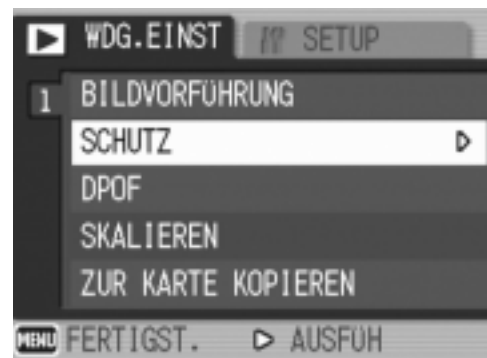 WDG.EINST SETUP
1 BILDVORFÜHRUNG
SCHUTZ
DPOF
SKALIEREN
ZUR KARTE KOPIEREN
MENU FERTIGST. AUSFÜH